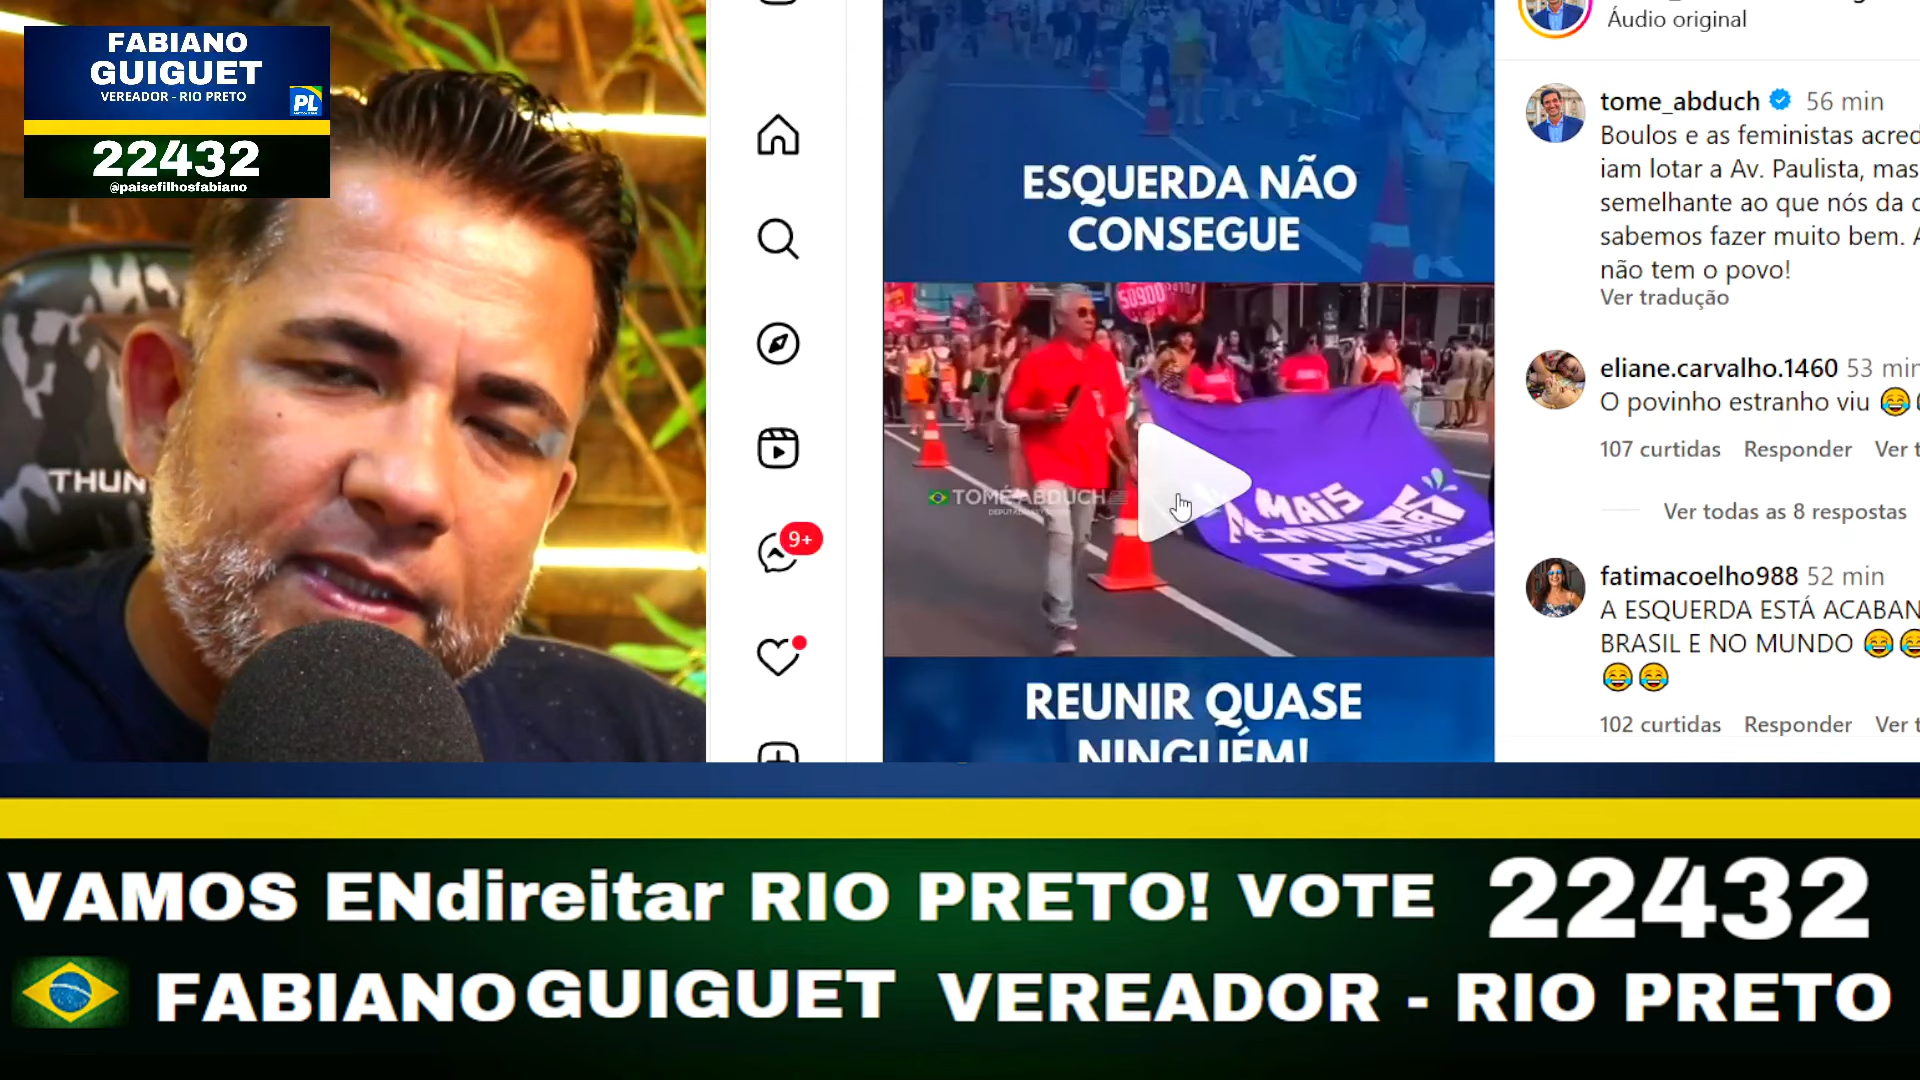 FABIANO
GUIGUET
VEREADOR - RIO PRETO
PL
22432
@paisefilhosfabiano
THUN
9+
ESQUERDA NÃO
CONSEGUE
50900
TOMÉ ABDUCH
MAIS
REUNIR QUASE
NINGUÉM!
Áudio original
tome_abduch 56 min
Boulos e as feministas acred
iam lotar a Av. Paulista, mas
semelhante ao que nós da
sabemos fazer muito bem. A
não tem o povo!
Ver tradução
eliane.carvalho.1460 53 min
O povinho estranho viu 😂
107 curtidas Responder Ver t
Ver todas as 8 respostas
fatimacoelho988 52 min
A ESQUERDA ESTÁ ACABAN
BRASIL E NO MUNDO 😂😂
😂😂
102 curtidas Responder Ver t
VAMOS ENdireitar RIO PRETO! VOTE 22432
FABIANO GUIGUET VEREADOR - RIO PRETO